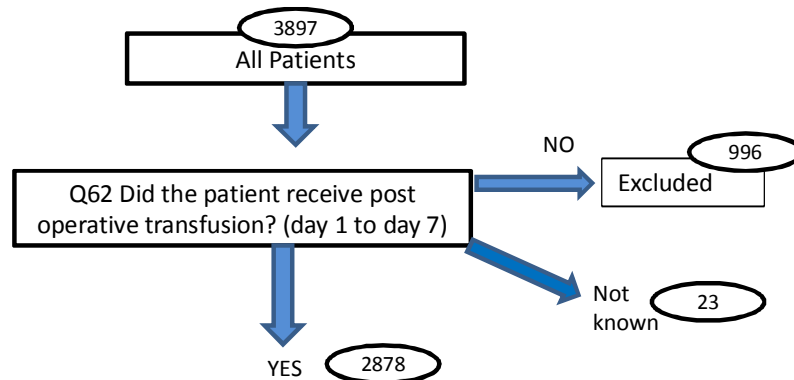 3897
All Patients
NO
996
Excluded
Q62 Did the patient receive post
operative transfusion? (day 1 to day 7)
Not
known
23
YES
2878